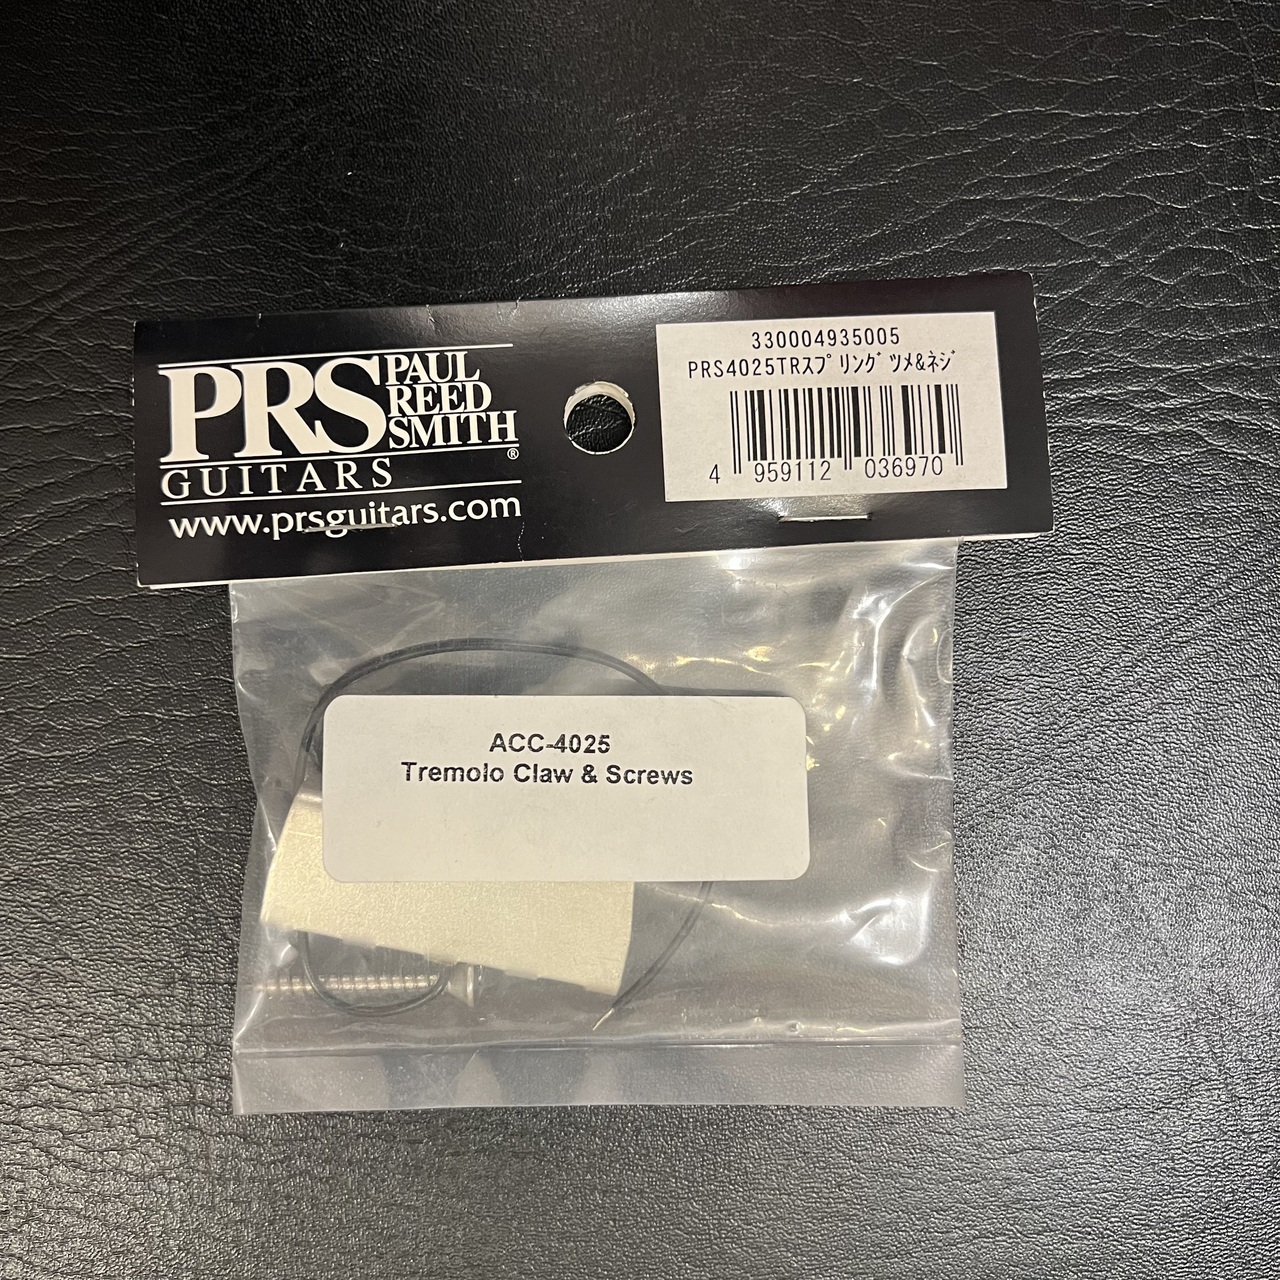 PRS PAUL
REED
SMITH®
GUITARS
www.prsguitars.com
330004935005
PRS4025TRｽﾌﾟﾘﾝｸﾞ ﾂﾒ&ﾈｼﾞ
4 959112 036970
ACC-4025
Tremolo Claw & Screws